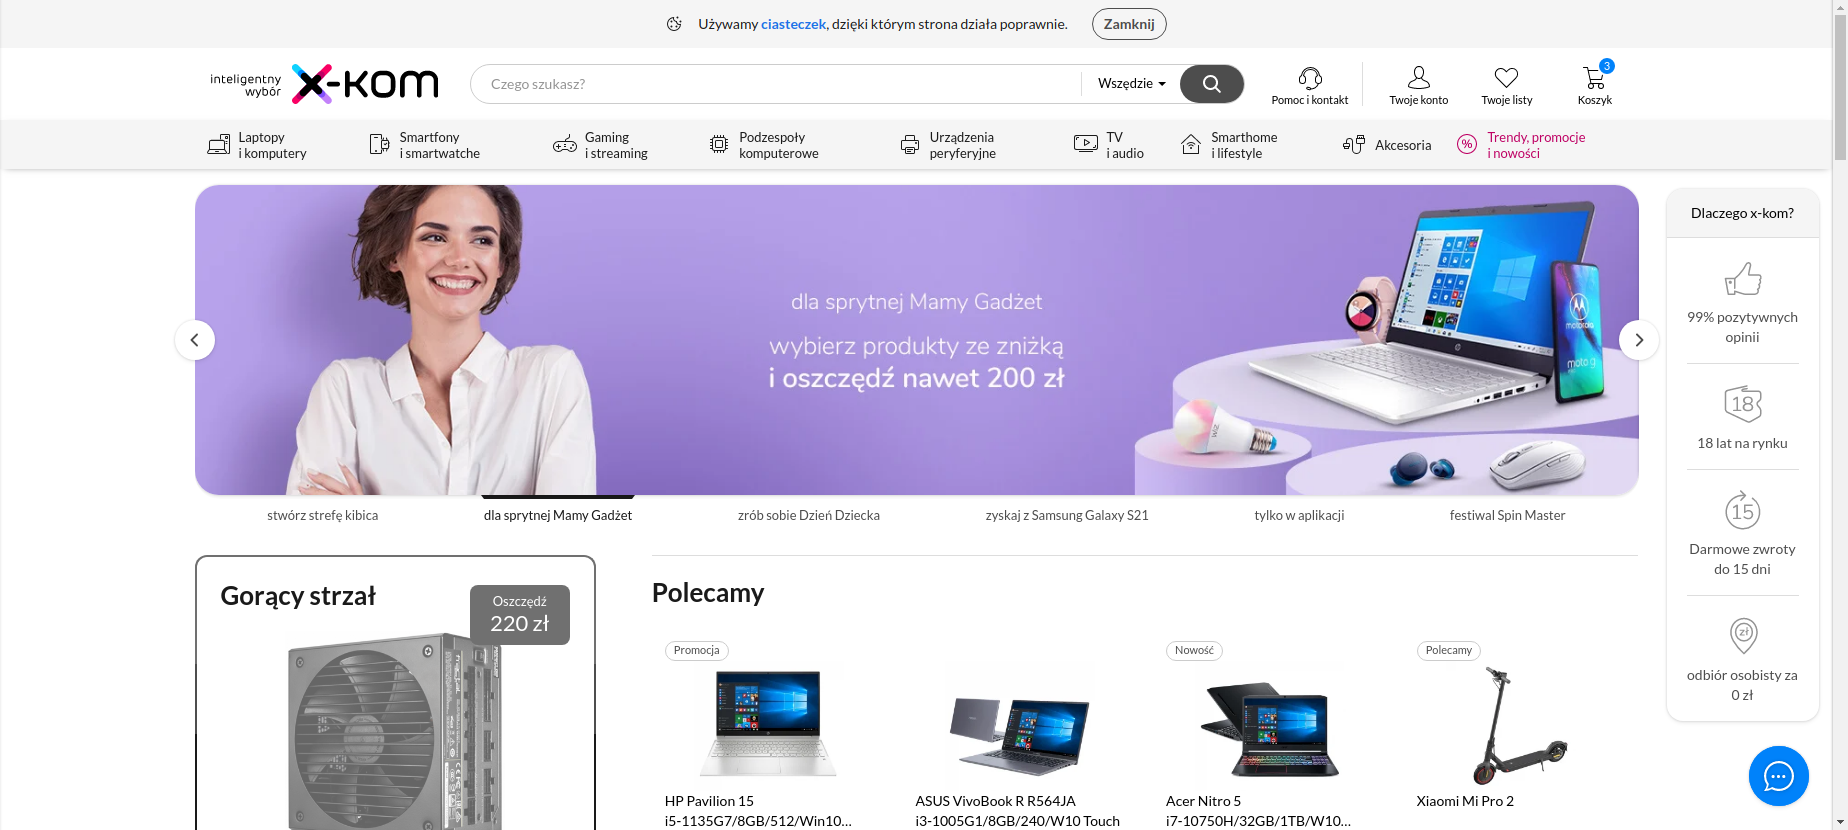 Używamy ciasteczek, dzięki którym strona działa poprawnie.
Zamknij
inteligentny
wybór
x-kom
Czego szukasz?
Wszędzie
Pomoc i kontakt
Twoje konto
Twoje listy
3
Koszyk
Laptopy
i komputery
Smartfony
i smartwatche
Gaming
i streaming
Podzespoły
komputerowe
Urządzenia
peryferyjne
TV
i audio
Smarthome
i lifestyle
Akcesoria
%
Trendy, promocje
i nowości
dla sprytnej Mamy Gadżet
wybierz produkty ze zniżką
i oszczędź nawet 200 zł
motorola
moto g
WiZ
stwórz strefę kibica
dla sprytnej Mamy Gadżet
zrób sobie Dzień Dziecka
zyskaj z Samsung Galaxy S21
tylko w aplikacji
festiwal Spin Master
Dlaczego x-kom?
99% pozytywnych
opinii
18
18 lat na rynku
15
Darmowe zwroty
do 15 dni
zł
odbiór osobisty za
0 zł
Gorący strzał
Oszczędź
220 zł
Polecamy
Promocja
HP Pavilion 15
i5-1135G7/8GB/512/Win10...
ASUS VivoBook R R564JA
i3-1005G1/8GB/240/W10 Touch
Nowość
Acer Nitro 5
i7-10750H/32GB/1TB/W10...
Polecamy
Xiaomi Mi Pro 2